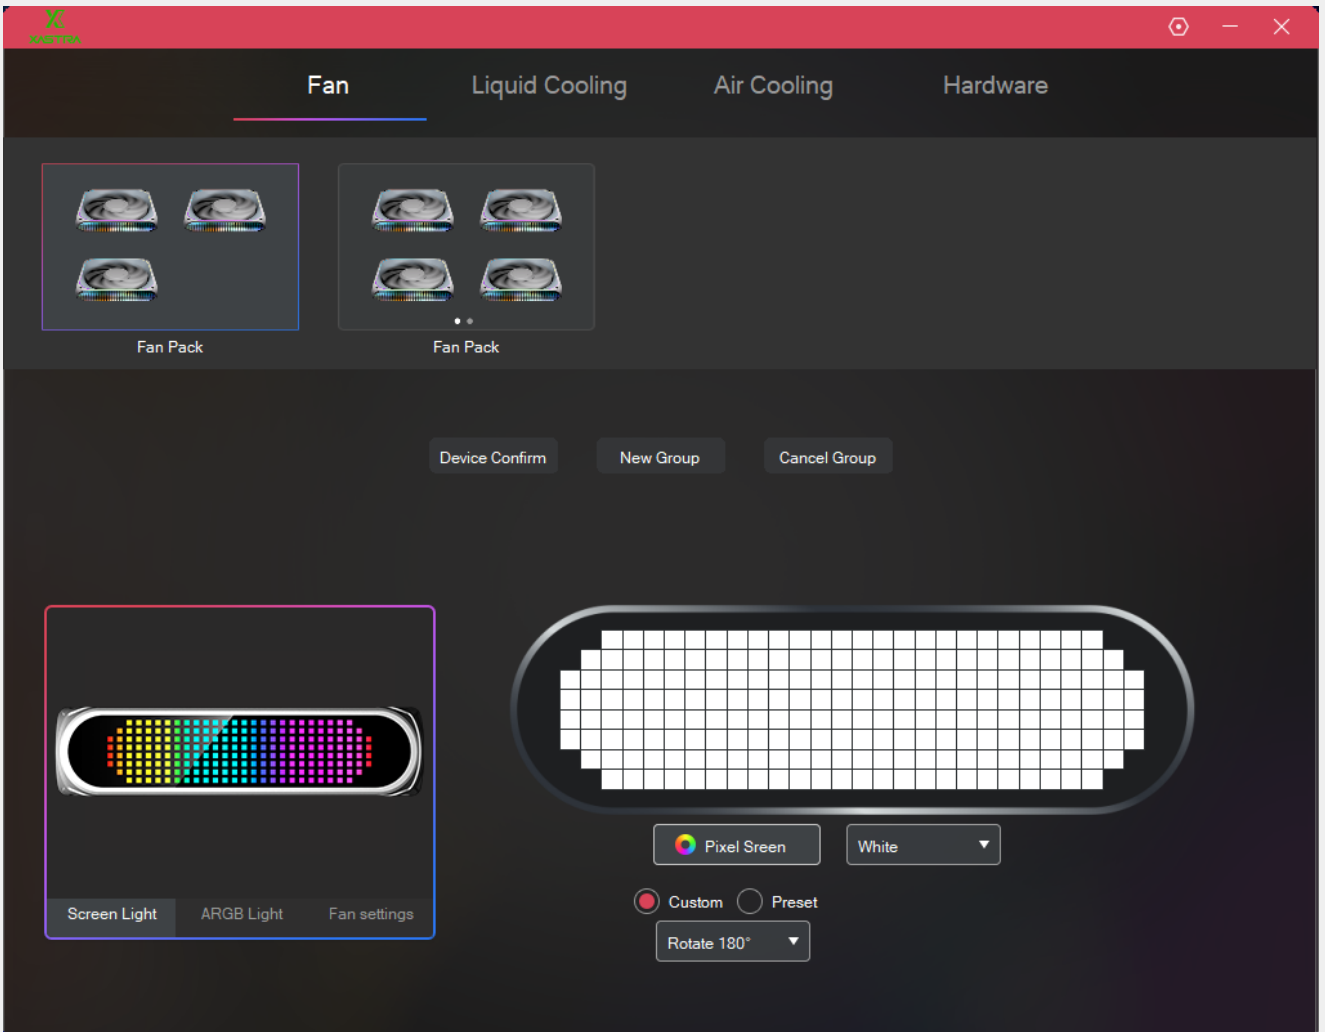 Fan
Liquid Cooling
Air Cooling
Hardware
Fan Pack
Fan Pack
Device Confirm
New Group
Cancel Group
Pixel Sreen
White
Custom
Preset
Rotate 180°
Screen Light
ARGB Light
Fan settings